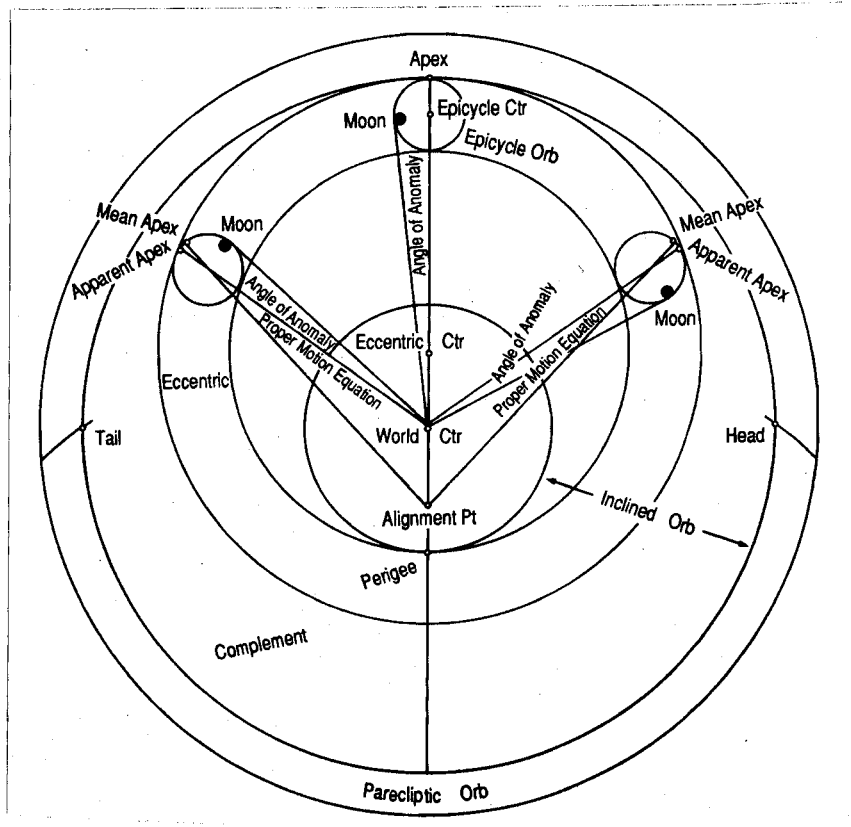 Apex
Epicycle Ctr
Moon
Epicycle Orb
Angle of Anomaly
Mean Apex
Moon
Apparent Apex
Mean Apex
Apparent Apex
Moon
Angle of Anomaly
Proper Motion Equation
Angle of Anomaly
Proper Motion Equation
Eccentric Ctr
Eccentric
Tail
World Ctr
Head
Inclined Orb
Alignment Pt
Perigee
Complement
Parecliptic Orb